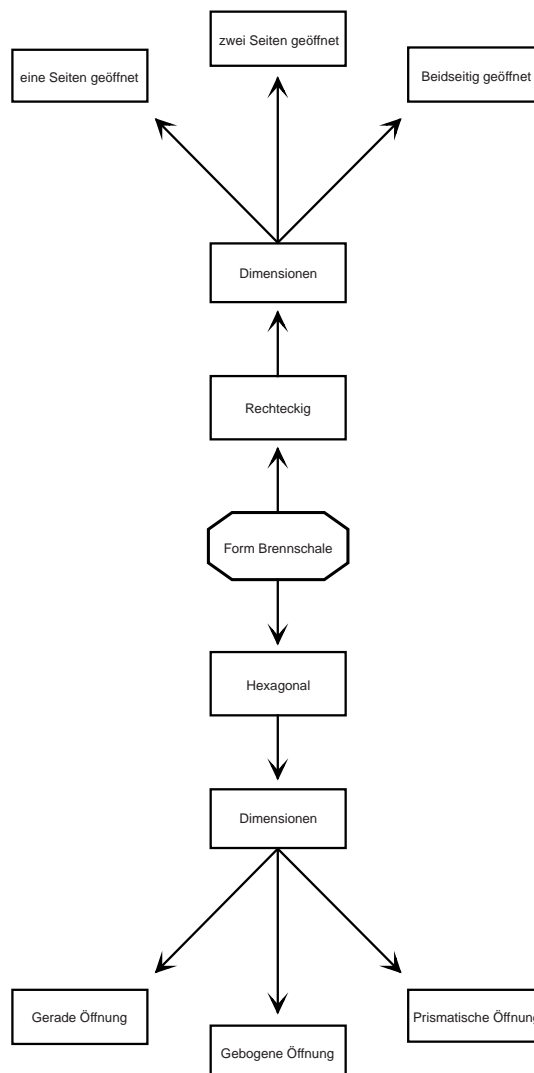 zwei Seiten geöffnet
eine Seiten geöffnet
Beidseitig geöffnet
Dimensionen
Rechteckig
Form Brennschale
Hexagonal
Dimensionen
Gerade Öffnung
Prismatische Öffnung
Gebogene Öffnung